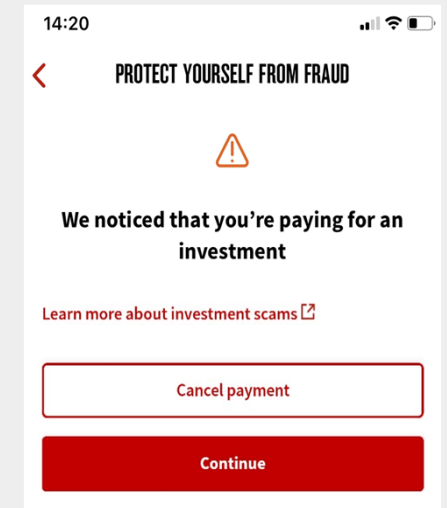 14:20
PROTECT YOURSELF FROM FRAUD
We noticed that you’re paying for an
investment
Learn more about investment scams
Cancel payment
Continue